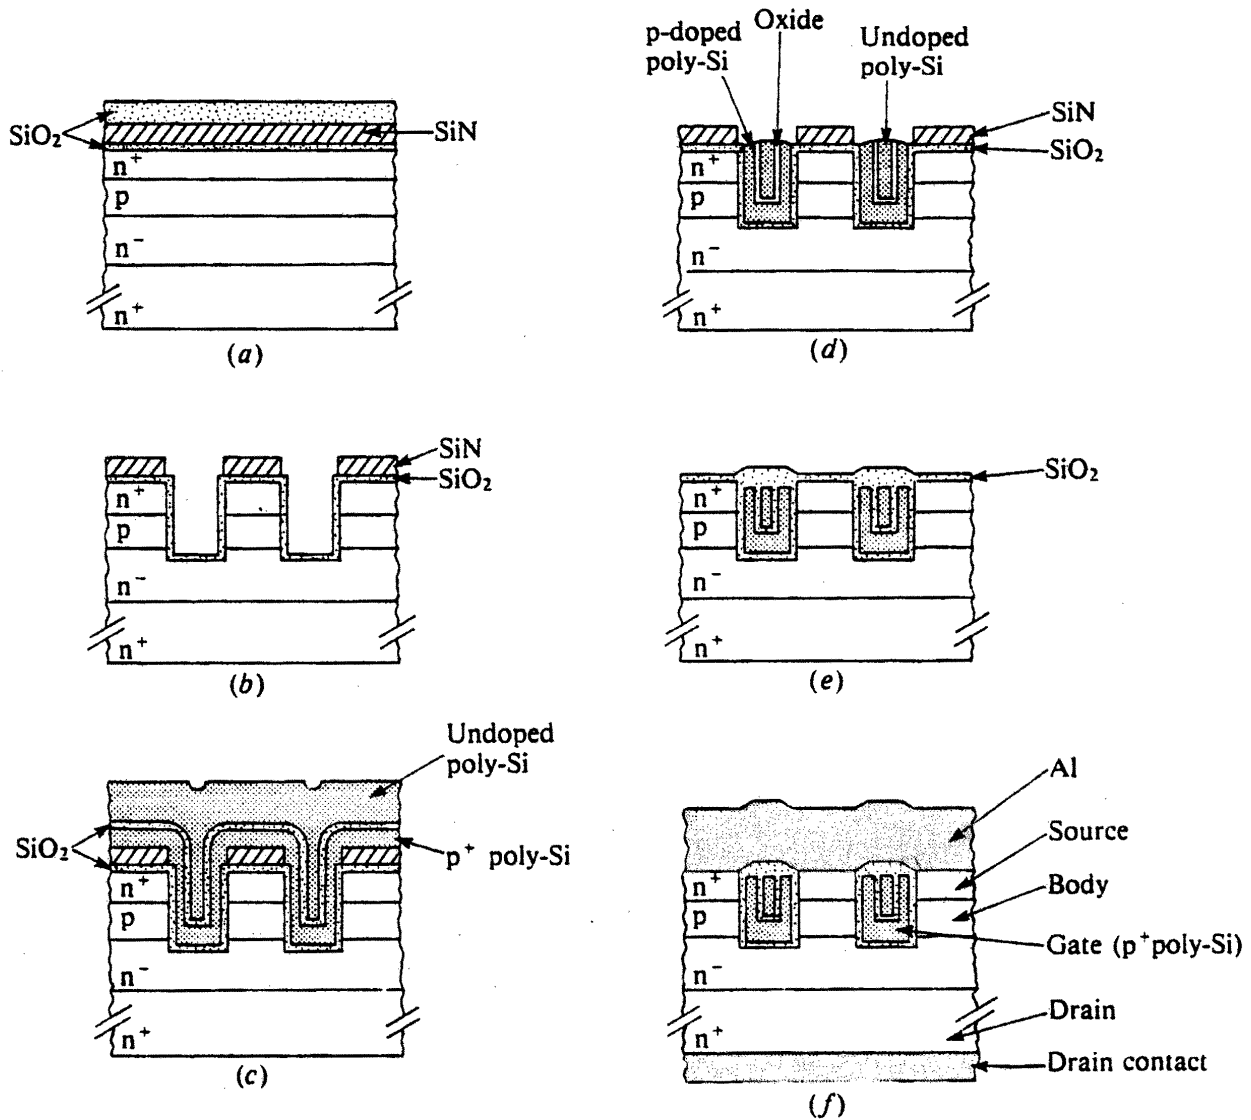 SiO₂
SiN
n⁺
p
n⁻
n⁺
(a)
SiN
SiO₂
n⁺
p
n⁻
n⁺
(b)
Undoped
poly-Si
SiO₂
p⁺ poly-Si
n⁺
p
n⁻
n⁺
(c)
p-doped
poly-Si
Oxide
Undoped
poly-Si
SiN
SiO₂
n⁺
p
n⁻
n⁺
(d)
SiO₂
n⁺
p
n⁻
n⁺
(e)
Al
Source
Body
Gate (p⁺poly-Si)
Drain
Drain contact
n⁺
p
n⁻
n⁺
(f)